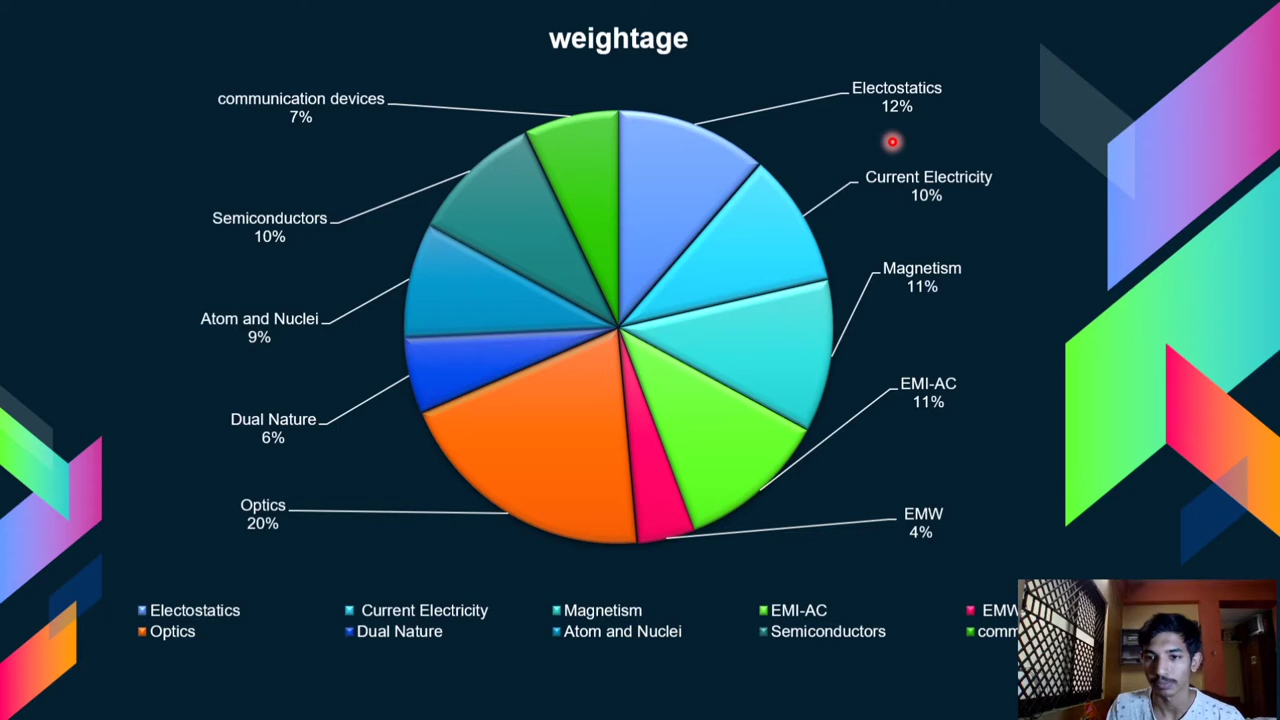 weightage
communication devices
7%
Electostatics
12%
Current Electricity
10%
Semiconductors
10%
Magnetism
11%
Atom and Nuclei
9%
EMI-AC
11%
Dual Nature
6%
Optics
20%
EMW
4%
Electostatics Current Electricity Magnetism EMI-AC EMW
Optics Dual Nature Atom and Nuclei Semiconductors comm